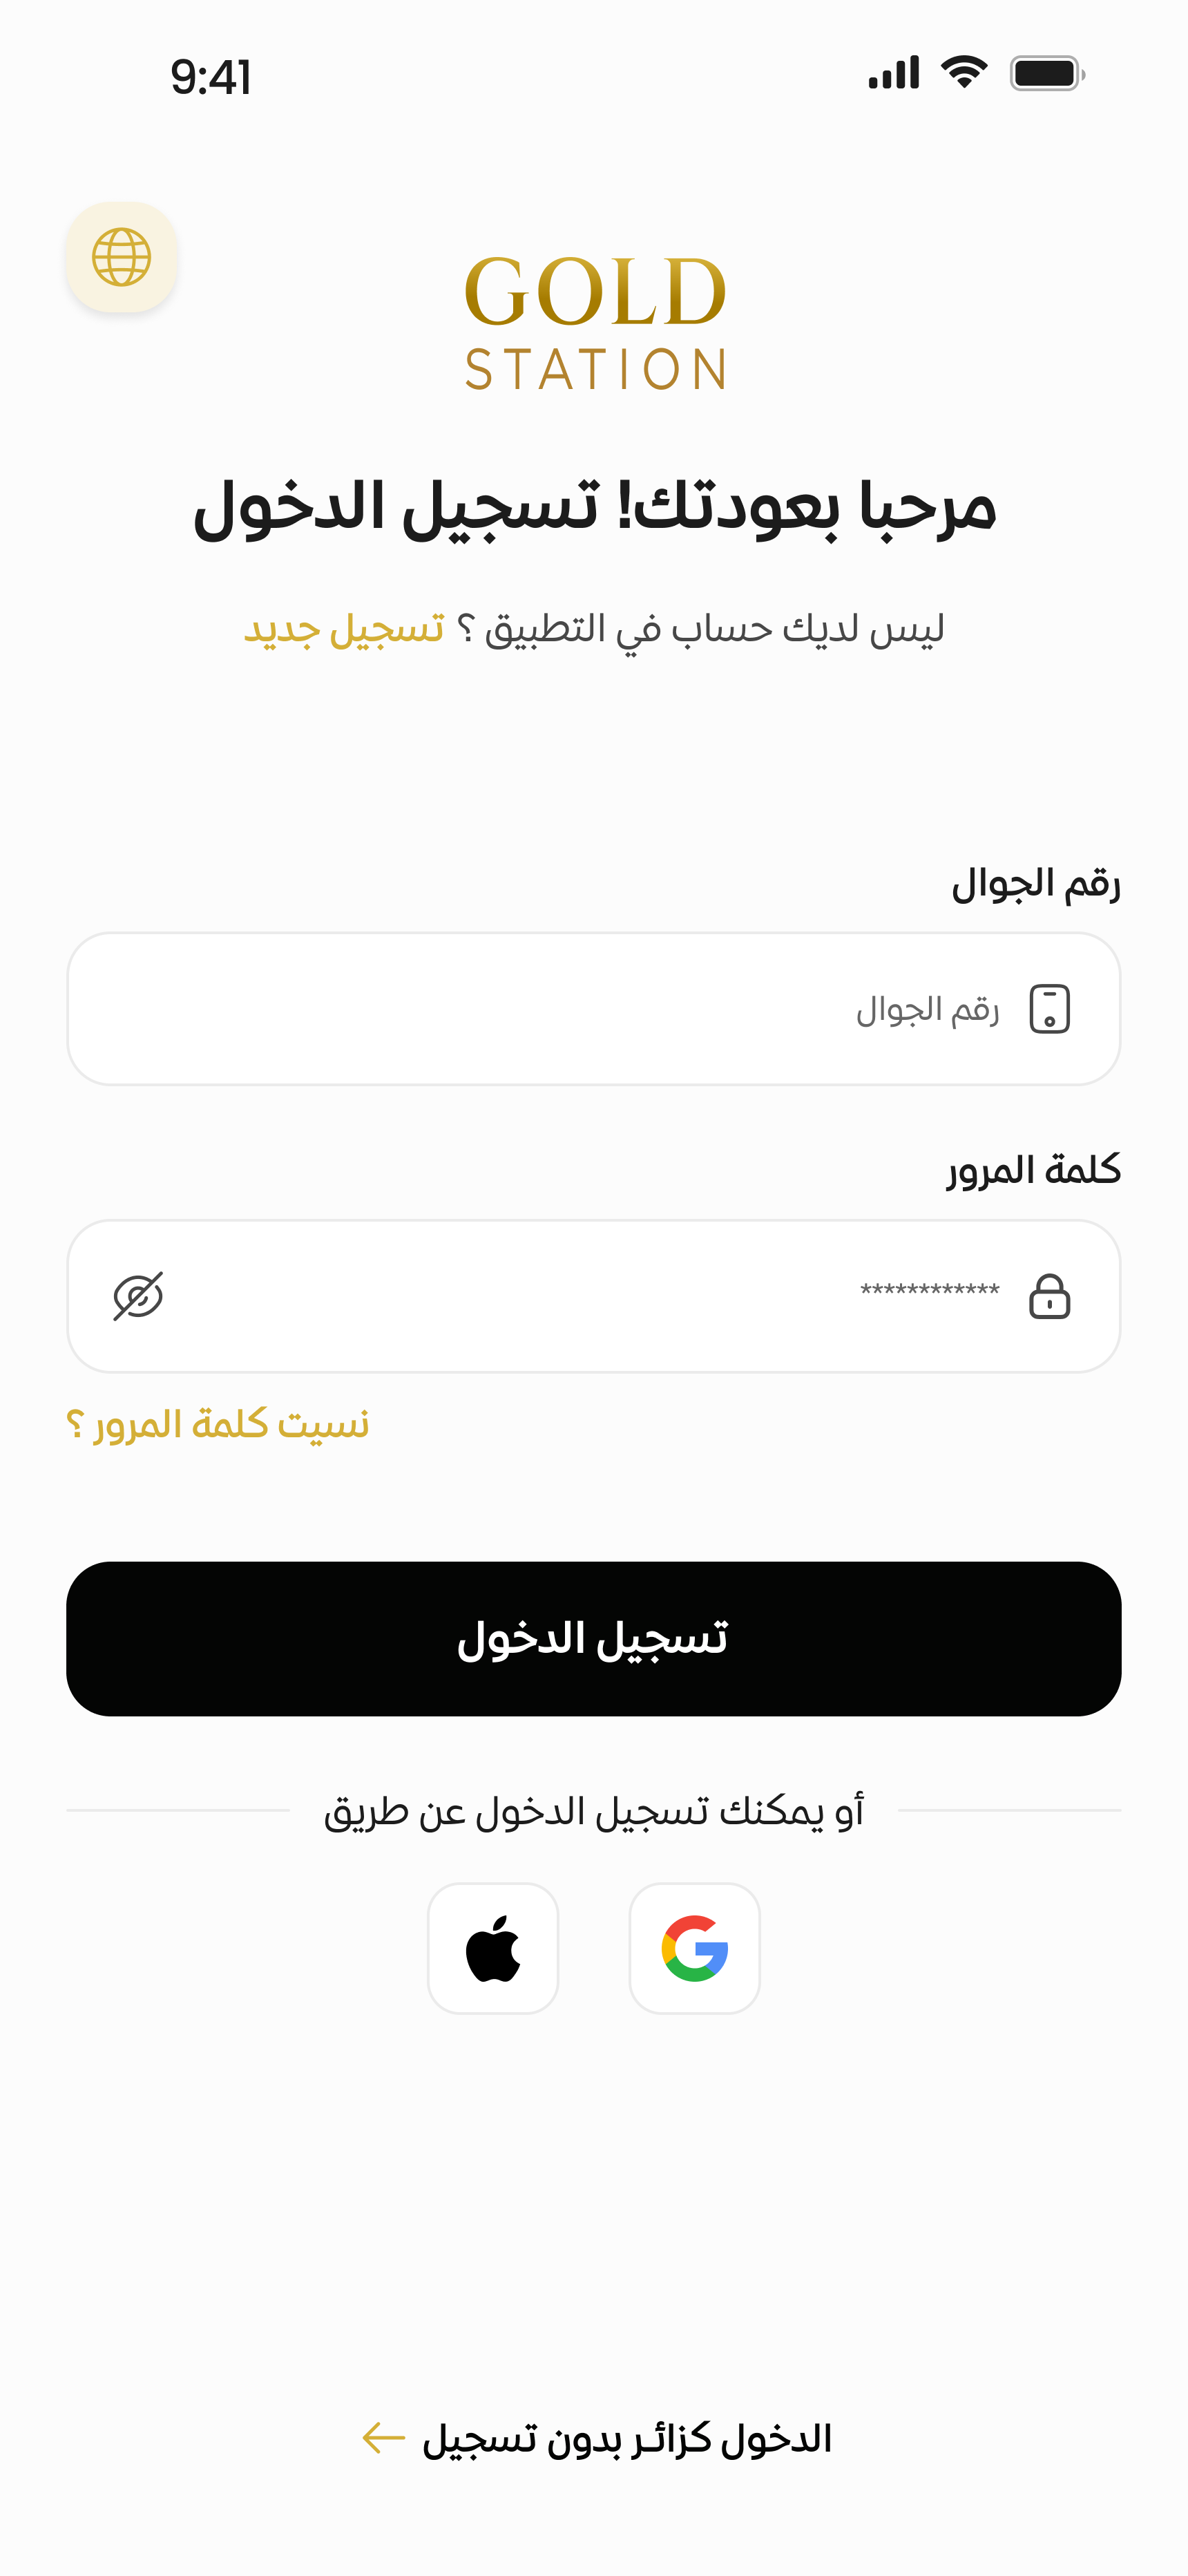 9:41
GOLD
STATION
مرحبا بعودتك! تسجيل الدخول
ليس لديك حساب في التطبيق ؟ تسجيل جديد
رقم الجوال
رقم الجوال
كلمة المرور
************
نسيت كلمة المرور ؟
تسجيل الدخول
أو يمكنك تسجيل الدخول عن طريق
الدخول كزائـر بدون تسجيل